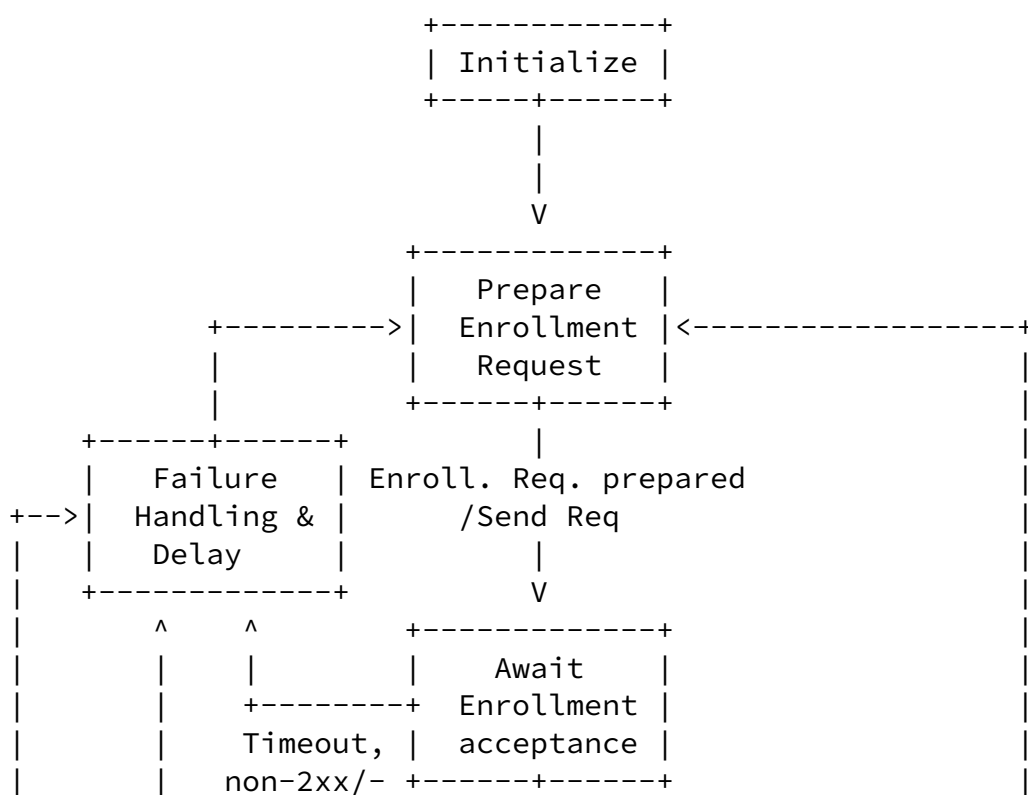 Initialize
Prepare
Enrollment
Request
Failure
Enroll. Req. prepared
Handling &
/Send Req
Delay
Await
Enrollment
Timeout,
acceptance
non-2xx/-